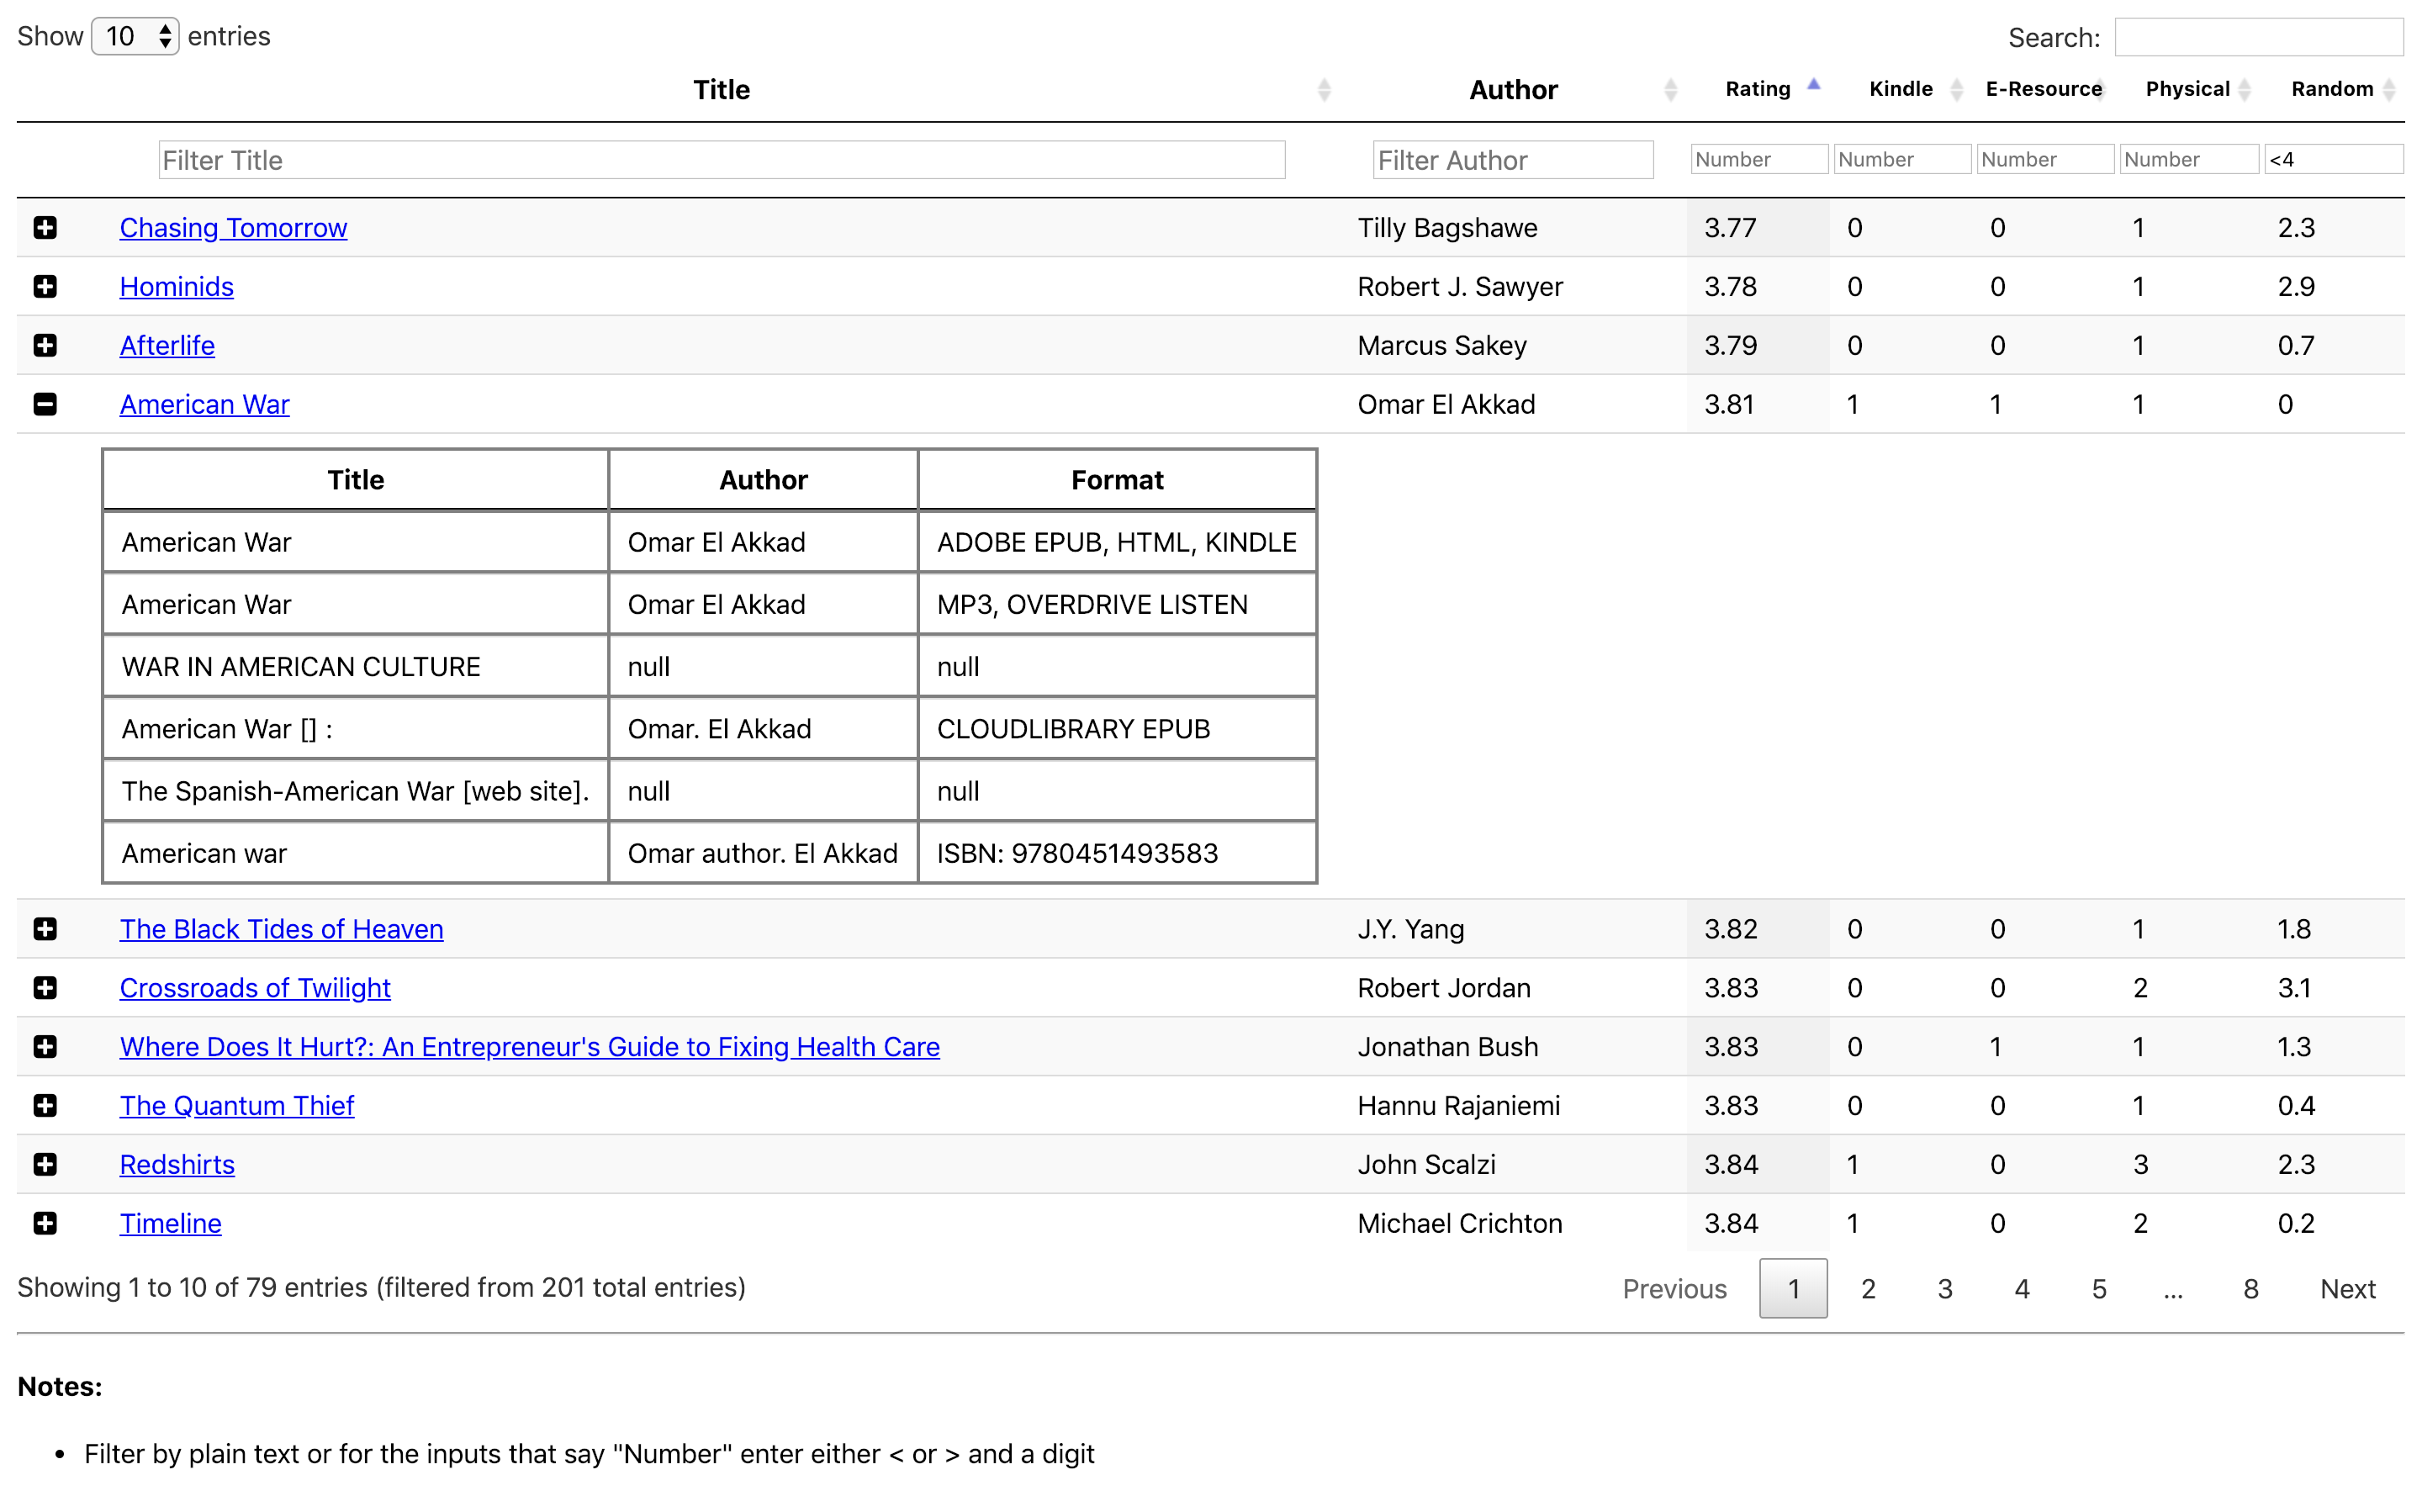 Show 10 entries Search:
Title Author Rating Kindle E-Resource Physical Random
Filter Title Filter Author Number Number Number Number <4
Chasing Tomorrow Tilly Bagshawe 3.77 0 0 1 2.3
Hominids Robert J. Sawyer 3.78 0 0 1 2.9
Afterlife Marcus Sakey 3.79 0 0 1 0.7
American War Omar El Akkad 3.81 1 1 1 0
Title Author Format
American War Omar El Akkad ADOBE EPUB, HTML, KINDLE
American War Omar El Akkad MP3, OVERDRIVE LISTEN
WAR IN AMERICAN CULTURE null null
American War [] : Omar. El Akkad CLOUDLIBRARY EPUB
The Spanish-American War [web site]. null null
American war Omar author. El Akkad ISBN: 9780451493583
The Black Tides of Heaven J.Y. Yang 3.82 0 0 1 1.8
Crossroads of Twilight Robert Jordan 3.83 0 0 2 3.1
Where Does It Hurt?: An Entrepreneur's Guide to Fixing Health Care Jonathan Bush 3.83 0 1 1 1.3
The Quantum Thief Hannu Rajaniemi 3.83 0 0 1 0.4
Redshirts John Scalzi 3.84 1 0 3 2.3
Timeline Michael Crichton 3.84 1 0 2 0.2
Showing 1 to 10 of 79 entries (filtered from 201 total entries) Previous 1 2 3 4 5 ... 8 Next
Notes:
• Filter by plain text or for the inputs that say "Number" enter either < or > and a digit